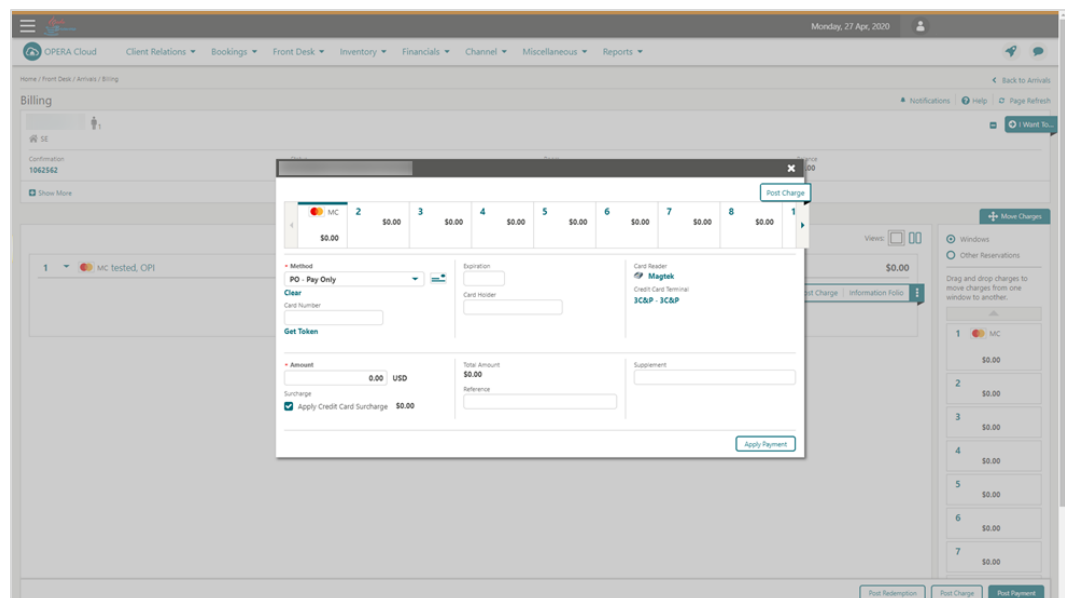 Monday, 27 Apr, 2020
OPERA Cloud Client Relations Bookings Front Desk Inventory Financials Channel Miscellaneous Reports
Home / Front Desk / Arrivals / Billing Back to Arrivals
Billing Notifications Help Page Refresh
1 I Want To...
SE
Confirmation
1062562
Show More
Post Charge
MC 2 3 4 5 6 7 8 1
$0.00 $0.00 $0.00 $0.00 $0.00 $0.00 $0.00
$0.00
Move Charges
Views:
Windows
Other Reservations
1 MC tested, OPI $0.00
Drag and drop charges to
move charges from one
window to another.
Charge Information Folio
* Method Expiration Card Reader
PO - Pay Only Magtek
Clear Card Holder Credit Card Terminal
3C&P - 3C&P
Card Number
Get Token
* Amount Total Amount Supplement
0.00 USD $0.00
Surcharge Reference
Apply Credit Card Surcharge $0.00
Apply Payment
1 MC
$0.00
2
$0.00
3
$0.00
4
$0.00
5
$0.00
6
$0.00
7
$0.00
Post Redemption Post Charge Post Payment